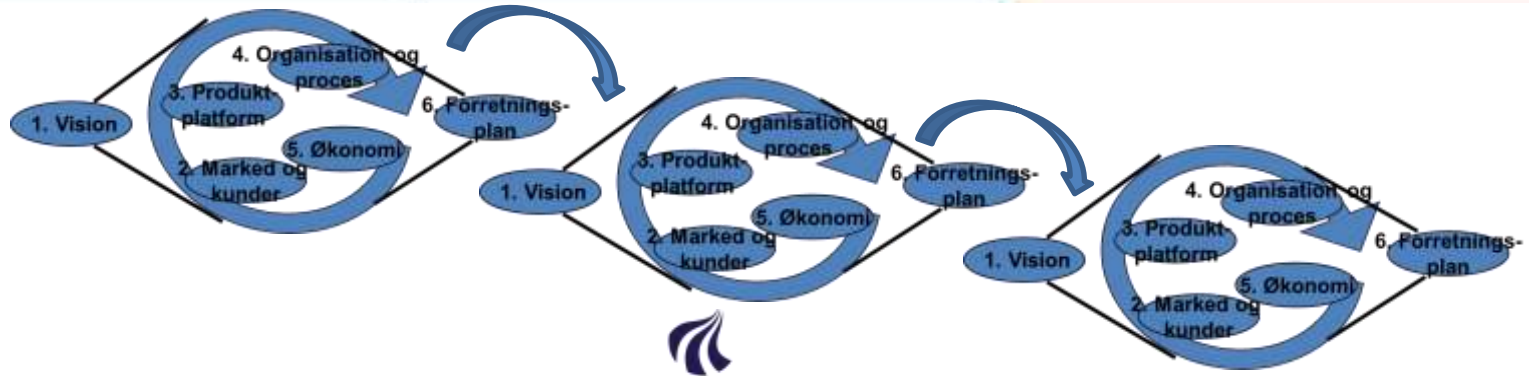 4. Organisation og
proces
3. Produkt-
platform
6. Forretnings-
plan
1. Vision
5. Økonomi
2. Marked og
kunder
4. Organisation og
proces
3. Produkt-
platform
6. Forretnings-
plan
1. Vision
5. Økonomi
2. Marked og
kunder
4. Organisation og
proces
3. Produkt-
platform
6. Forretnings-
plan
1. Vision
5. Økonomi
2. Marked og
kunder